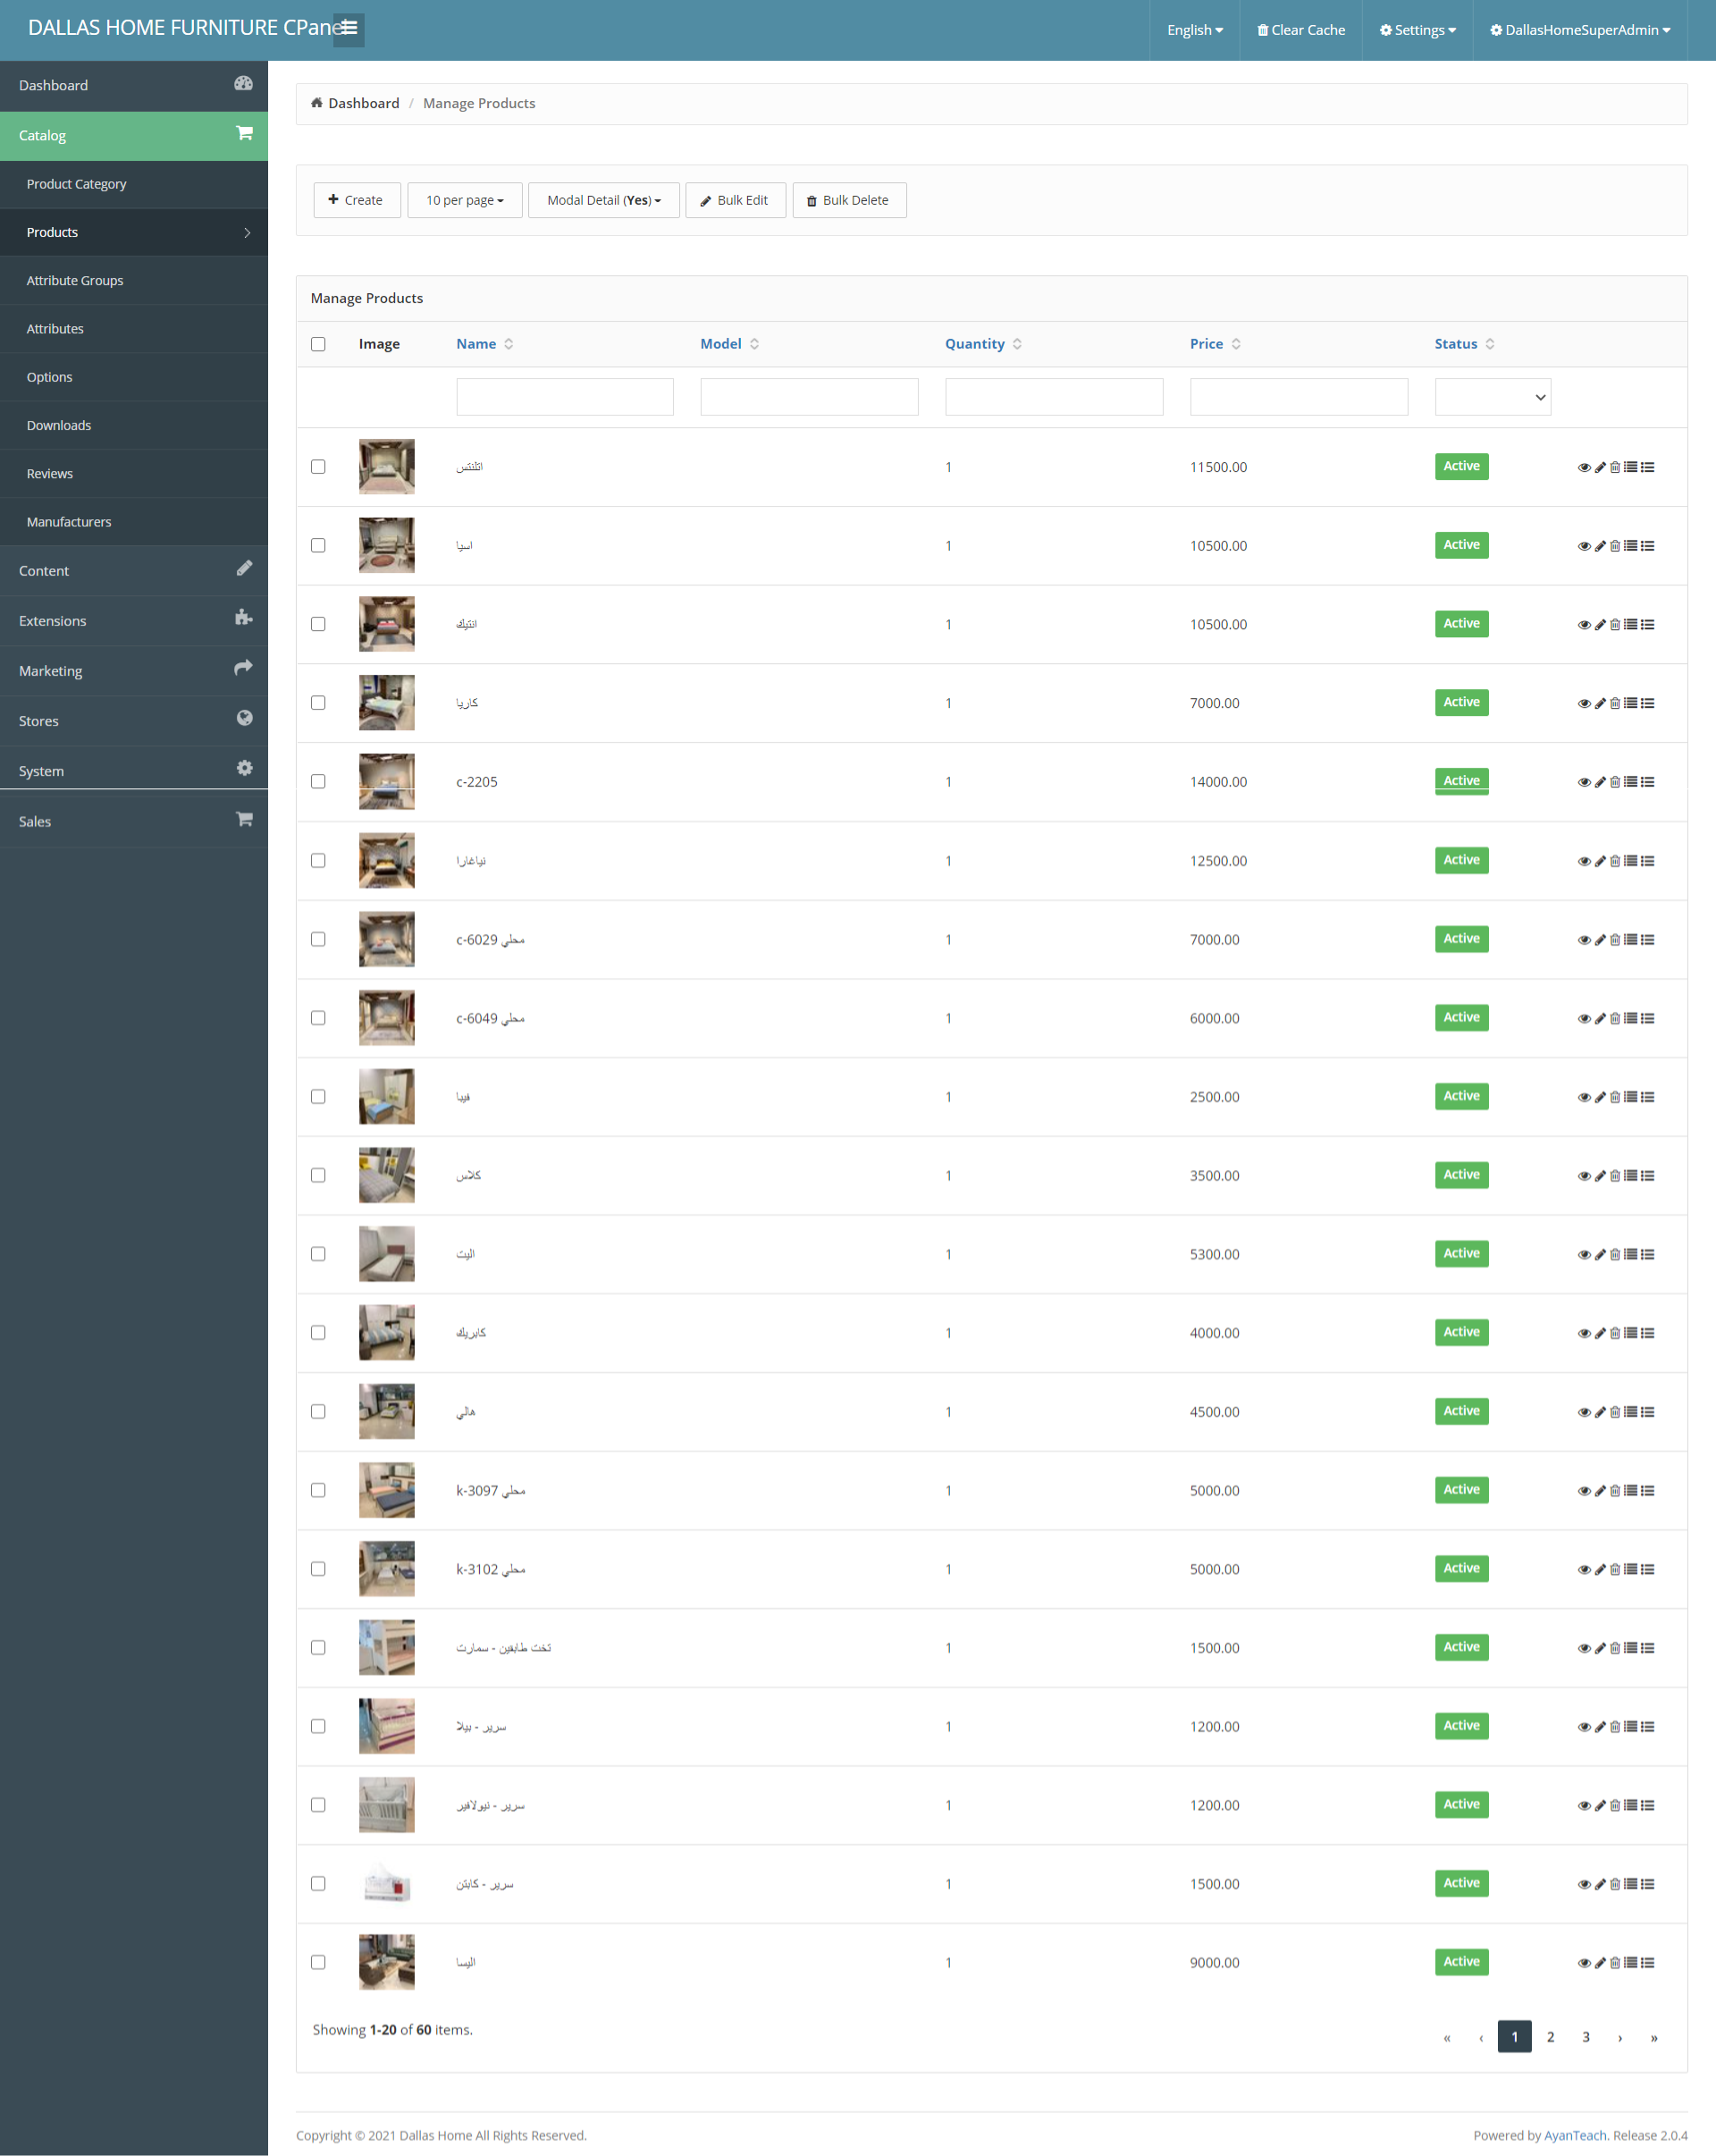 DALLAS HOME FURNITURE CPanel
English
Clear Cache
Settings
DallasHomeSuperAdmin
Dashboard
Catalog
Product Category
Products
Attribute Groups
Attributes
Options
Downloads
Reviews
Manufacturers
Content
Extensions
Marketing
Stores
System
Sales
Dashboard / Manage Products
Create
10 per page
Modal Detail (Yes)
Bulk Edit
Bulk Delete
Manage Products
Image Name Model Quantity Price Status
اتلنتس 1 11500.00 Active
اسيا 1 10500.00 Active
انتيك 1 10500.00 Active
كاريا 1 7000.00 Active
c-2205 1 14000.00 Active
نياغارا 1 12500.00 Active
c-6029 محلي 1 7000.00 Active
c-6049 محلي 1 6000.00 Active
فيبا 1 2500.00 Active
كلاس 1 3500.00 Active
اليت 1 5300.00 Active
كابريك 1 4000.00 Active
هالي 1 4500.00 Active
k-3097 محلي 1 5000.00 Active
k-3102 محلي 1 5000.00 Active
تخت طابقين - سمارت 1 1500.00 Active
سرير - بيلا 1 1200.00 Active
سرير - نيولافير 1 1200.00 Active
سرير - كابتن 1 1500.00 Active
اليسا 1 9000.00 Active
Showing 1-20 of 60 items.
« ‹ 1 2 3 › »
Copyright © 2021 Dallas Home All Rights Reserved.
Powered by AyanTeach. Release 2.0.4